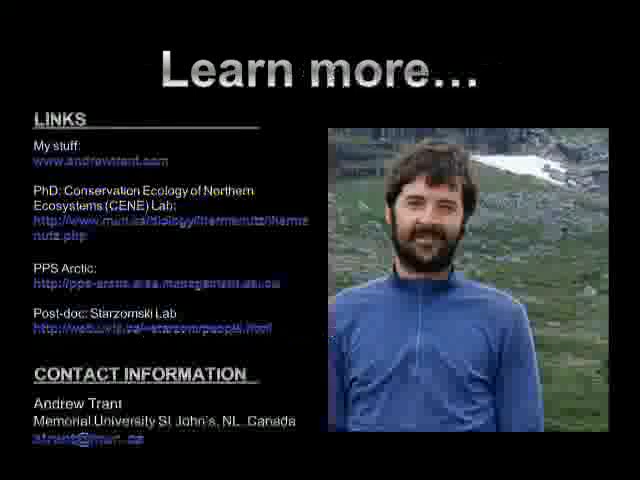 Learn more...
LINKS
My stuff:
www.andrewtrant.com
PhD: Conservation Ecology of Northern
Ecosystems (CENE) Lab:
PPS Arctic:
Post-doc: Starzomski Lab
CONTACT INFORMATION
Andrew Trant
Memorial University St John's, NL, Canada